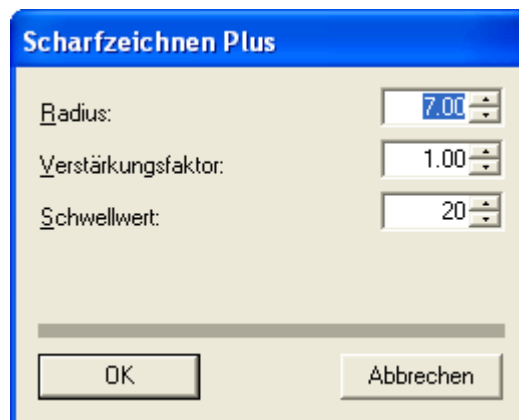 Scharfzeichnen Plus
Radius: 7.00
Verstärkungsfaktor: 1.00
Schwellwert: 20
OK Abbrechen